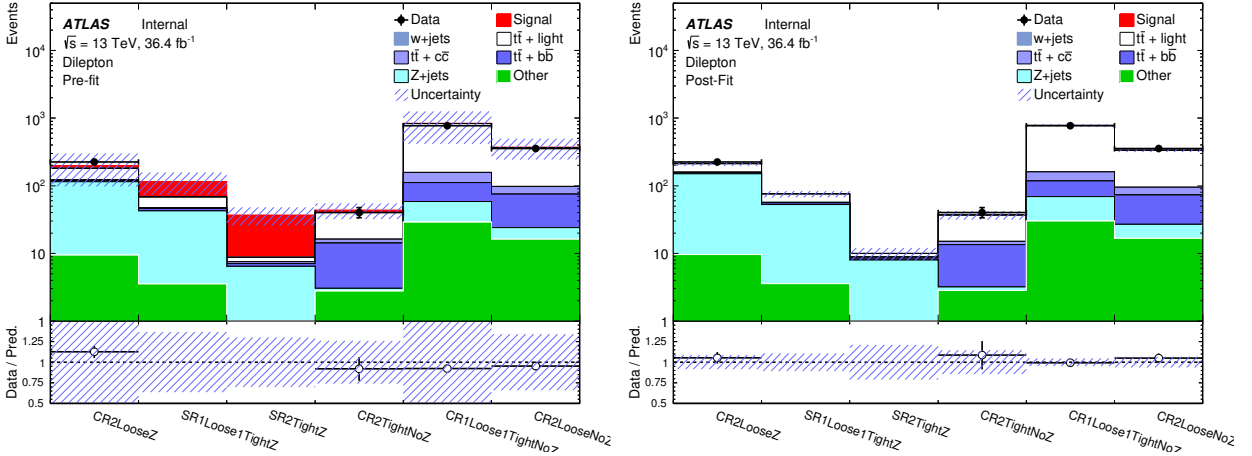 Events
10⁴
10³
10²
10
1
ATLAS Internal
√s = 13 TeV, 36.4 fb⁻¹
Dilepton
Pre-fit
Data
Signal
w+jets
tt̄ + light
tt̄ + cc̄
tt̄ + bb̄
Z+jets
Other
Uncertainty
Data / Pred.
1.25
1
0.75
0.5
CR2LooseZ
SR1Loose1TightZ
SR2TightZ
CR2TightNoZ
CR1Loose1TightNoZ
CR2LooseNoZ
Events
10⁴
10³
10²
10
1
ATLAS Internal
√s = 13 TeV, 36.4 fb⁻¹
Dilepton
Post-Fit
Data
Signal
w+jets
tt̄ + light
tt̄ + cc̄
tt̄ + bb̄
Z+jets
Other
Uncertainty
Data / Pred.
1.25
1
0.75
0.5
CR2LooseZ
SR1Loose1TightZ
SR2TightZ
CR2TightNoZ
CR1Loose1TightNoZ
CR2LooseNoZ